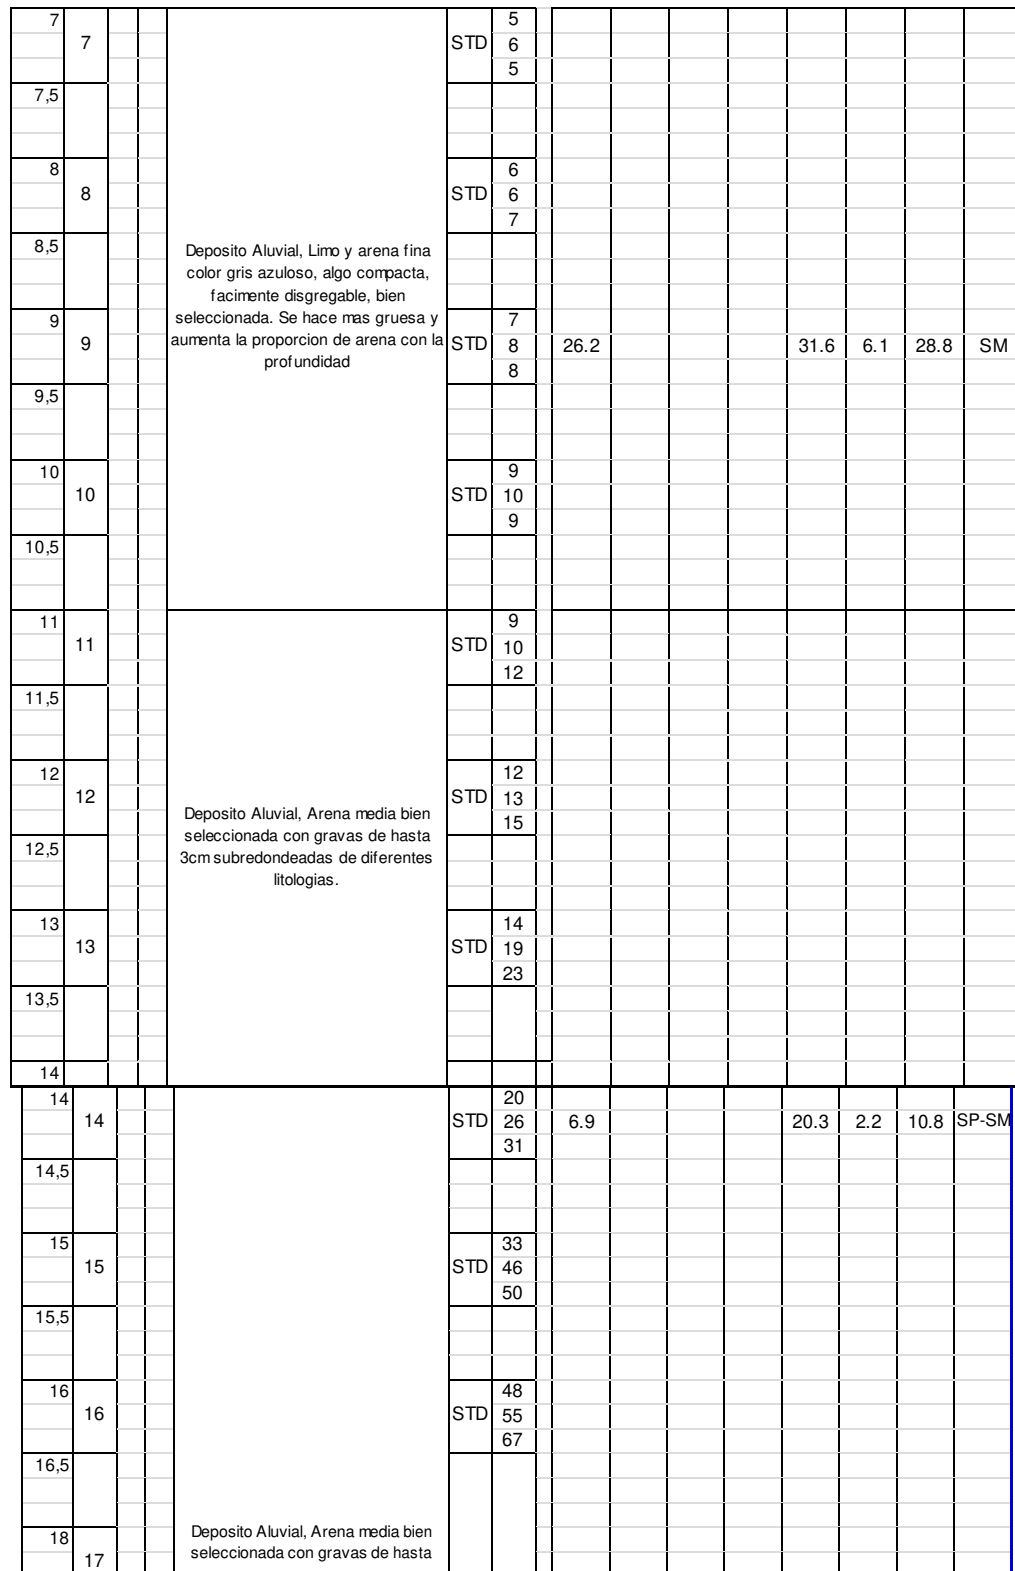 7
7
STD
5
6
5
7,5
8
8
STD
6
6
7
8,5
Deposito Aluvial, Limo y arena fina
color gris azuloso, algo compacta,
facimente disgregable, bien
seleccionada. Se hace mas gruesa y
aumenta la proporcion de arena con la
profundidad
9
9
STD
7
8
8
26.2
31.6
6.1
28.8
SM
9,5
10
10
STD
9
10
9
10,5
11
11
STD
9
10
12
11,5
12
12
STD
12
13
15
Deposito Aluvial, Arena media bien
seleccionada con gravas de hasta
3cm subredondeadas de diferentes
litologias.
12,5
13
13
STD
14
19
23
13,5
14
14
14
STD
20
26
31
6.9
20.3
2.2
10.8
SP-SM
14,5
15
15
STD
33
46
50
15,5
16
16
STD
48
55
67
16,5
18
17
Deposito Aluvial, Arena media bien
seleccionada con gravas de hasta